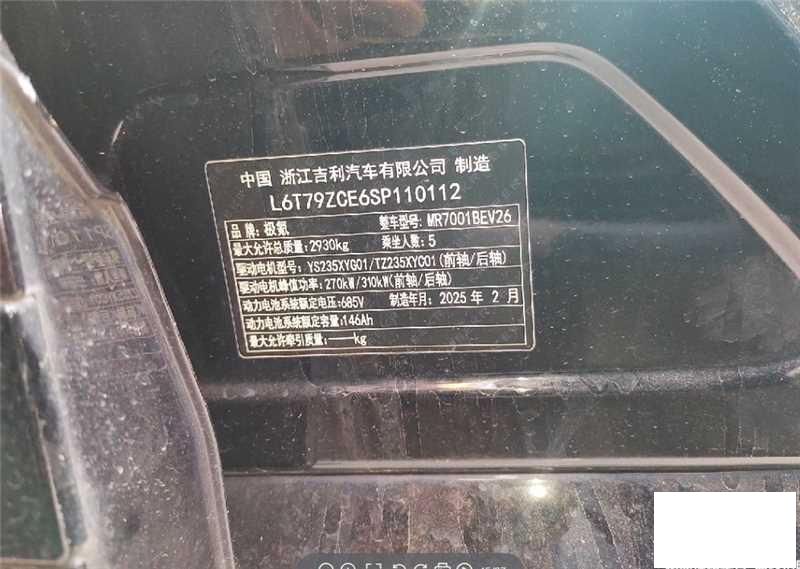 中国 浙江吉利汽车有限公司 制造
L6T79ZCE6SP110112
品牌:极氪 整车型号:MR7001BEV26
最大允许总质量:2930kg 乘坐人数:5
驱动电机型号:YS235XYG01/TZ235XYC01(前轴/后轴)
驱动电机峰值功率:270kW/310kW(前轴/后轴)
动力电池系统额定电压:685V 制造年月:2025 年 2 月
动力电池系统额定容量:146Ah
最大允许牵引质量:——kg